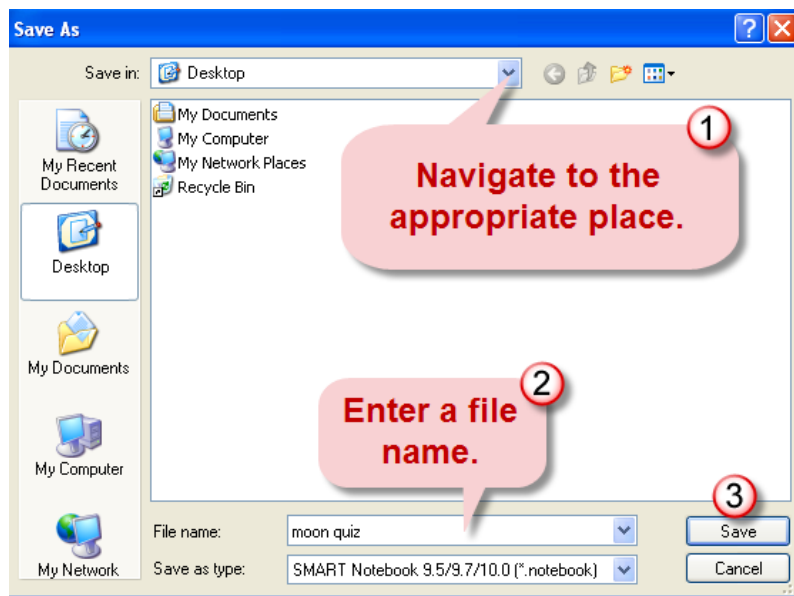 Save As
?
Save in:
Desktop
My Documents
My Computer
My Network Places
Recycle Bin
My Recent
Documents
Desktop
My Documents
My Computer
My Network
1
Navigate to the
appropriate place.
2
Enter a file
name.
3
File name:
moon quiz
Save
Save as type:
SMART Notebook 9.5/9.7/10.0 (*.notebook)
Cancel